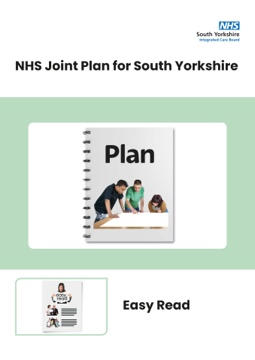 NHS
South Yorkshire
Integrated Care Board
NHS Joint Plan for South Yorkshire
Plan
Easy Read